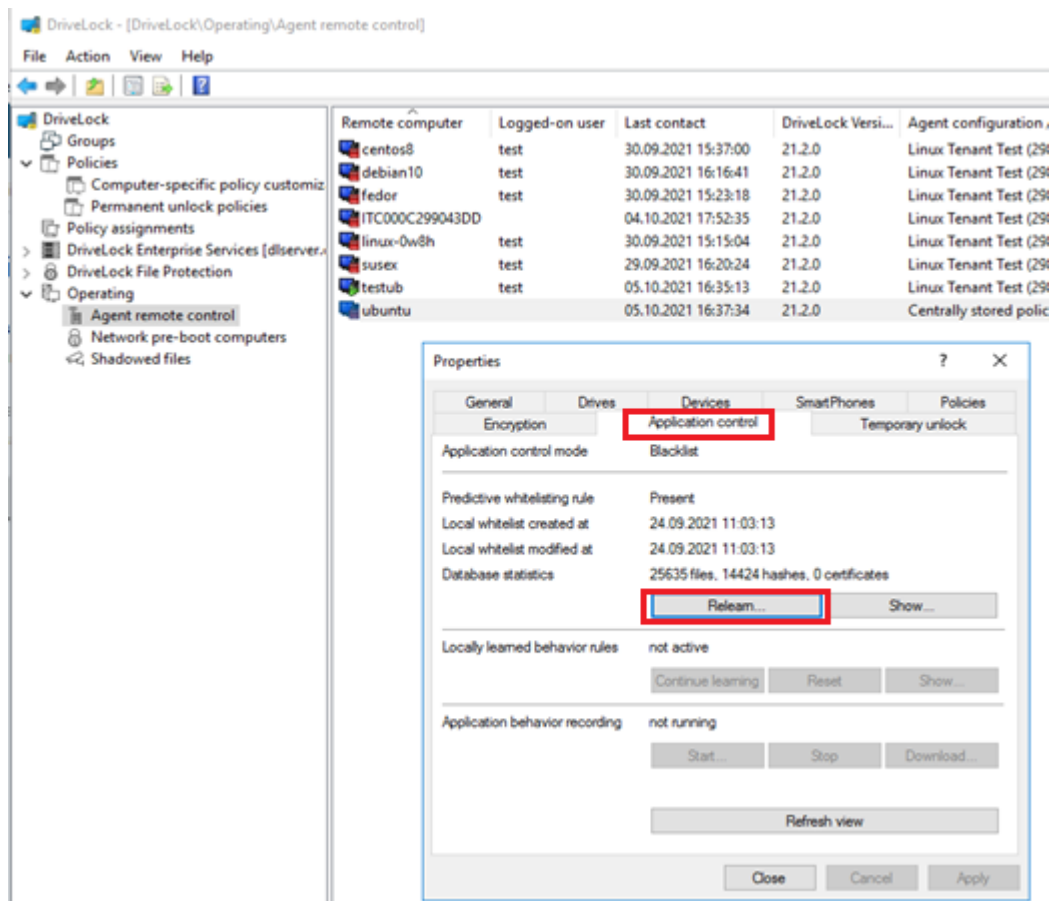 DriveLock - [DriveLock\Operating\Agent remote control]
File Action View Help
DriveLock
Groups
Policies
Computer-specific policy customiz
Permanent unlock policies
Policy assignments
DriveLock Enterprise Services [dlserver.
DriveLock File Protection
Operating
Agent remote control
Network pre-boot computers
Shadowed files
Remote computer Logged-on user Last contact DriveLock Versi... Agent configuration
centos8 test 30.09.2021 15:37:00 21.2.0 Linux Tenant Test (290
debian10 test 30.09.2021 16:16:41 21.2.0 Linux Tenant Test (290
fedor test 30.09.2021 15:23:18 21.2.0 Linux Tenant Test (290
ITC000C299043DD 04.10.2021 17:52:35 21.2.0 Linux Tenant Test (290
linux-0w8h test 30.09.2021 15:15:04 21.2.0 Linux Tenant Test (290
susex test 29.09.2021 16:20:24 21.2.0 Linux Tenant Test (290
testub test 05.10.2021 16:35:13 21.2.0 Linux Tenant Test (290
ubuntu 05.10.2021 16:37:34 21.2.0 Centrally stored polic
Properties ? ×
General Drives Devices SmartPhones Policies
Encryption Application control Temporary unlock
Application control mode Blacklist
Predictive whitelisting rule Present
Local whitelist created at 24.09.2021 11:03:13
Local whitelist modified at 24.09.2021 11:03:13
Database statistics 25635 files, 14424 hashes, 0 certificates
Relearn... Show...
Locally learned behavior rules not active
Continue learning Reset Show...
Application behavior recording not running
Start... Stop Download...
Refresh view
Close Cancel Apply